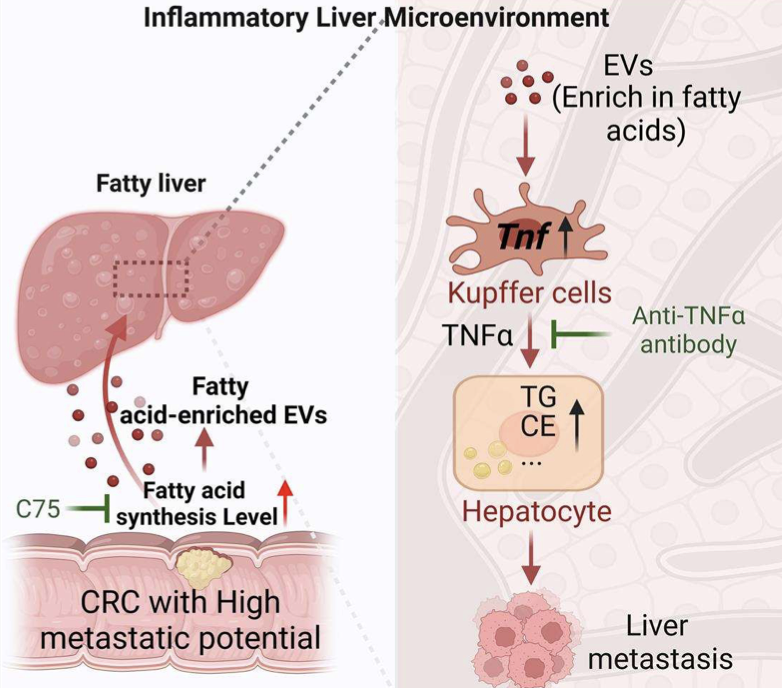 Inflammatory Liver Microenvironment
Fatty liver
Fatty
acid-enriched EVs
Fatty acid
synthesis Level
C75
CRC with High
metastatic potential
EVs
(Enrich in fatty
acids)
Tnf
Kupffer cells
TNFα
Anti-TNFα
antibody
TG
CE
...
Hepatocyte
Liver
metastasis